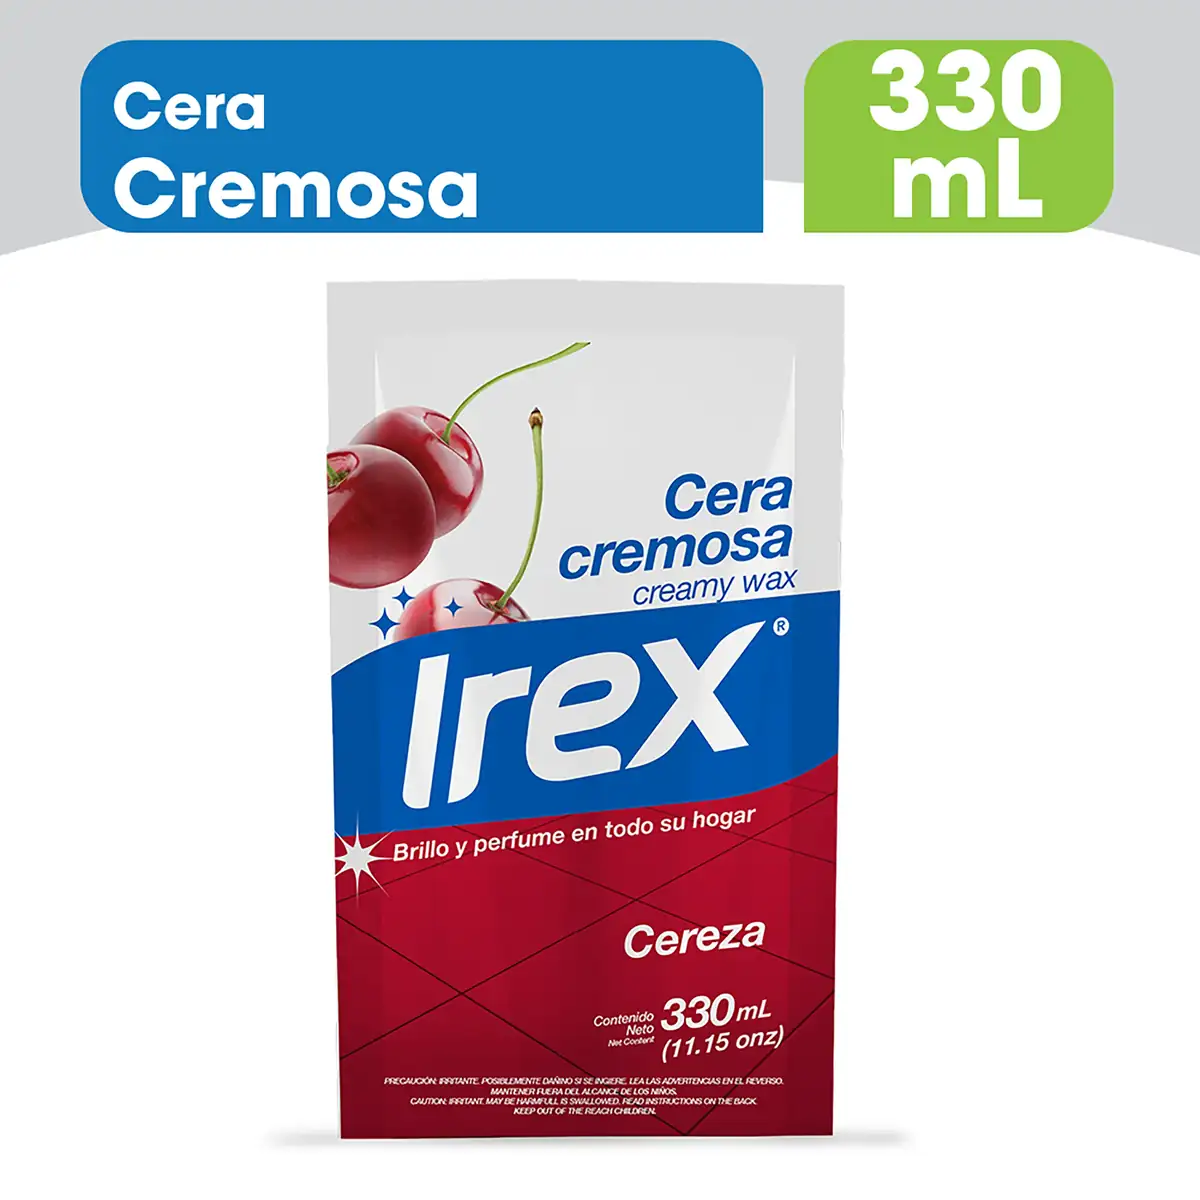 Cera
Cremosa
330
mL
Cera
cremosa
creamy wax
Irex®
Brillo y perfume en todo su hogar
Cereza
Contenido
Neto
Net Content
330 mL
(11.15 onz)
PRECAUCIÓN: IRRITANTE. POSIBLEMENTE DAÑINO SI SE INGIERE. LEA LAS ADVERTENCIAS EN EL REVERSO.
MANTENER FUERA DEL ALCANCE DE LOS NIÑOS.
CAUTION: IRRITANT. MAY BE HARMFULL IS SWALLOWED. READ INSTRUCTIONS ON THE BACK.
KEEP OUT OF THE REACH CHILDREN.